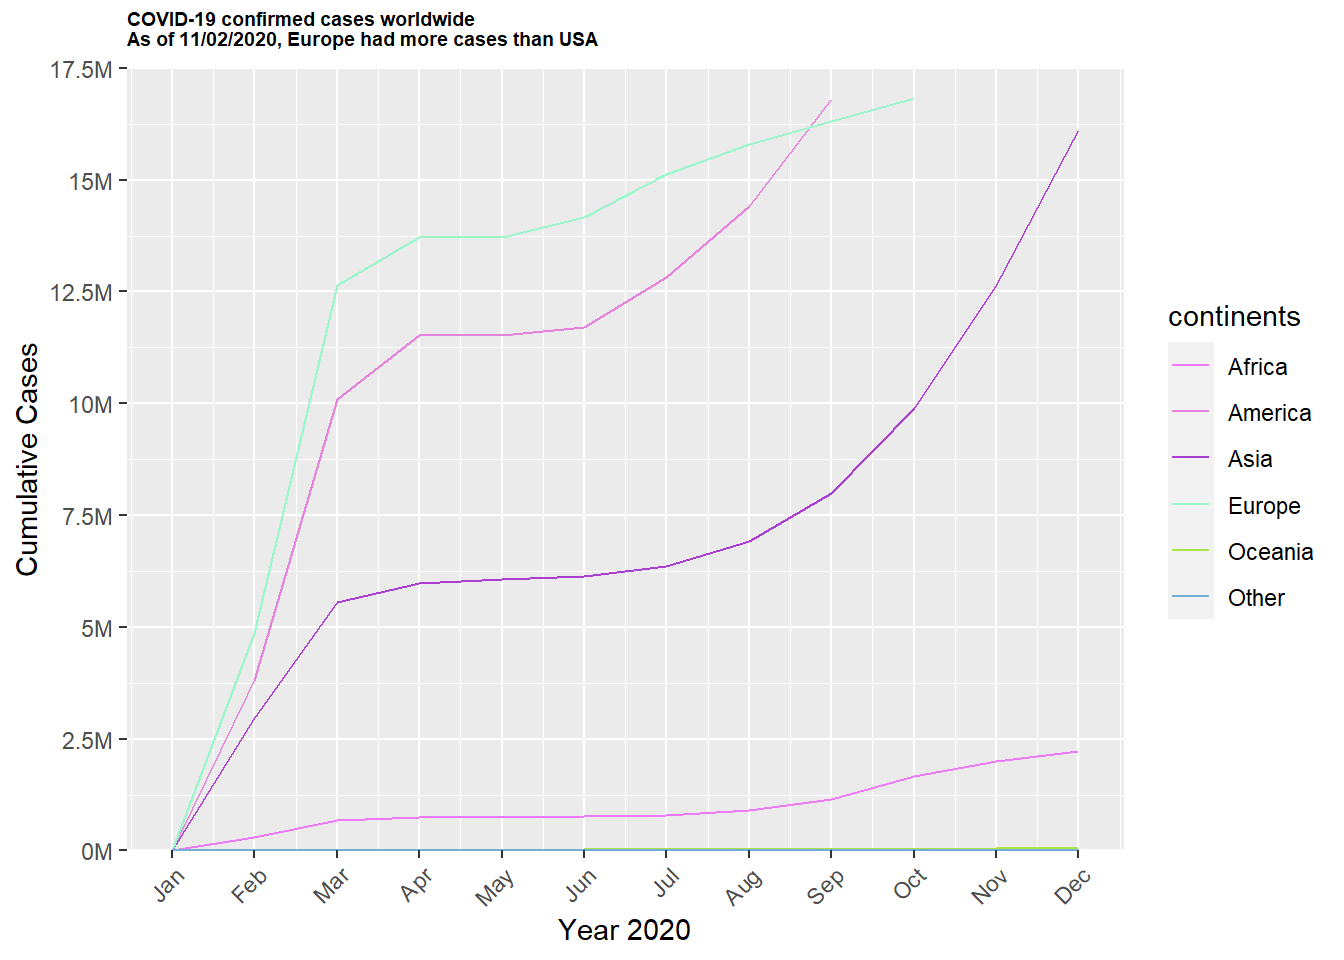 COVID-19 confirmed cases worldwide
As of 11/02/2020, Europe had more cases than USA
17.5M
15M
12.5M
10M
7.5M
5M
2.5M
0M
Cumulative Cases
Jan
Feb
Mar
Apr
May
Jun
Jul
Aug
Sep
Oct
Nov
Dec
Year 2020
continents
Africa
America
Asia
Europe
Oceania
Other